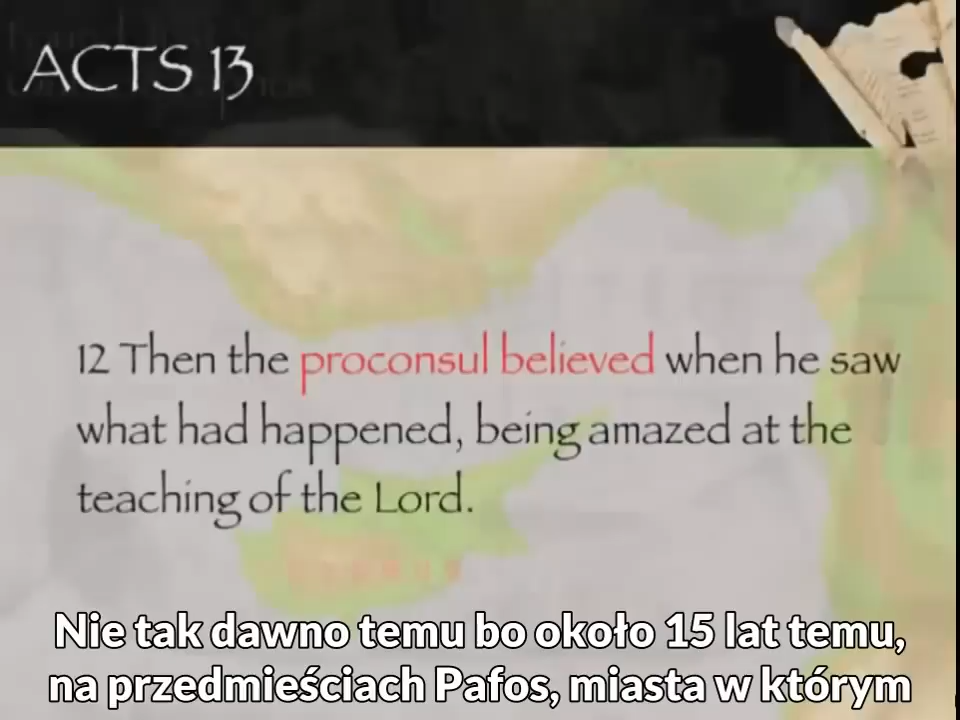 ACTS 13
12 Then the proconsul believed when he saw
what had happened, being amazed at the
teaching of the Lord.
Nie tak dawno temu bo około 15 lat temu,
na przedmieściach Pafos, miasta w którym